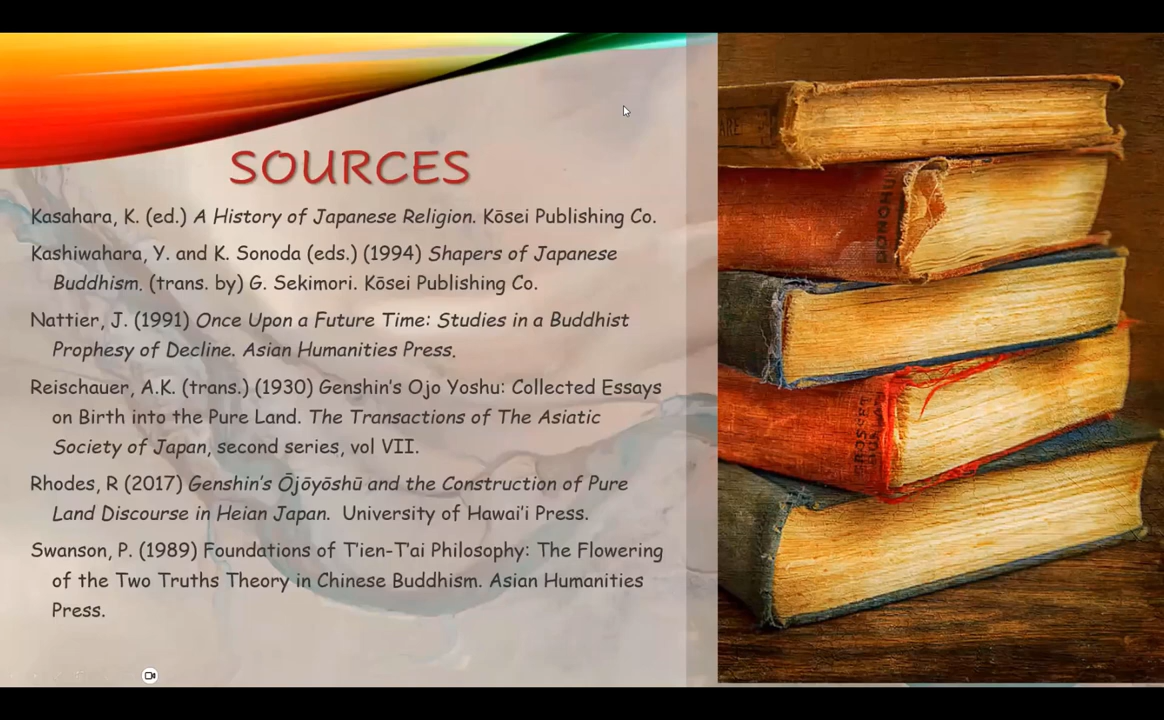 SOURCES
Kasahara, K. (ed.) A History of Japanese Religion. Kōsei Publishing Co.
Kashiwahara, Y. and K. Sonoda (eds.) (1994) Shapers of Japanese
Buddhism. (trans. by) G. Sekimori. Kōsei Publishing Co.
Nattier, J. (1991) Once Upon a Future Time: Studies in a Buddhist
Prophesy of Decline. Asian Humanities Press.
Reischauer, A.K. (trans.) (1930) Genshin's Ojo Yoshu: Collected Essays
on Birth into the Pure Land. The Transactions of The Asiatic
Society of Japan, second series, vol VII.
Rhodes, R (2017) Genshin's Ōjōyōshū and the Construction of Pure
Land Discourse in Heian Japan. University of Hawai'i Press.
Swanson, P. (1989) Foundations of T'ien-T'ai Philosophy: The Flowering
of the Two Truths Theory in Chinese Buddhism. Asian Humanities
Press.